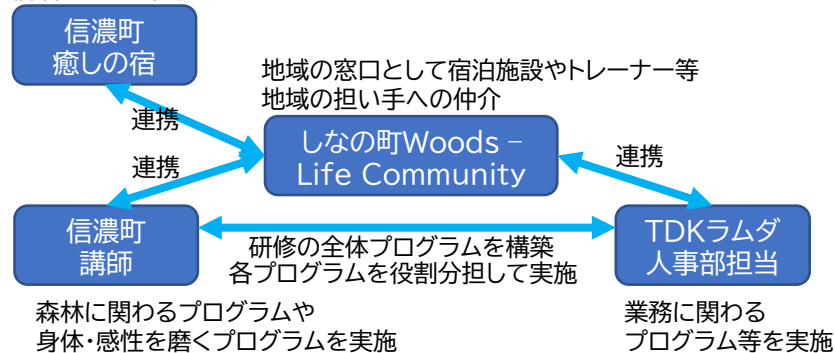 信濃町
癒しの宿
地域の窓口として宿泊施設やトレーナー等
地域の担い手への仲介
連携
しなの町Woods－
Life Community
連携
連携
信濃町
講師
研修の全体プログラムを構築
各プログラムを役割分担して実施
TDKラムダ
人事部担当
森林に関わるプログラムや
身体・感性を磨くプログラムを実施
業務に関わる
プログラム等を実施